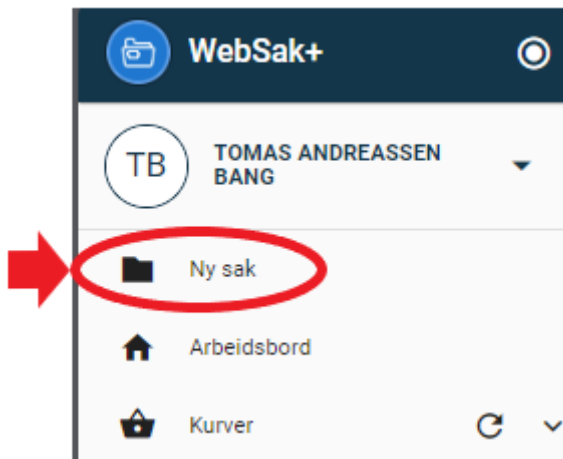 WebSak+
TB
TOMAS ANDREASSEN
BANG
Ny sak
Arbeidsbord
Kurver